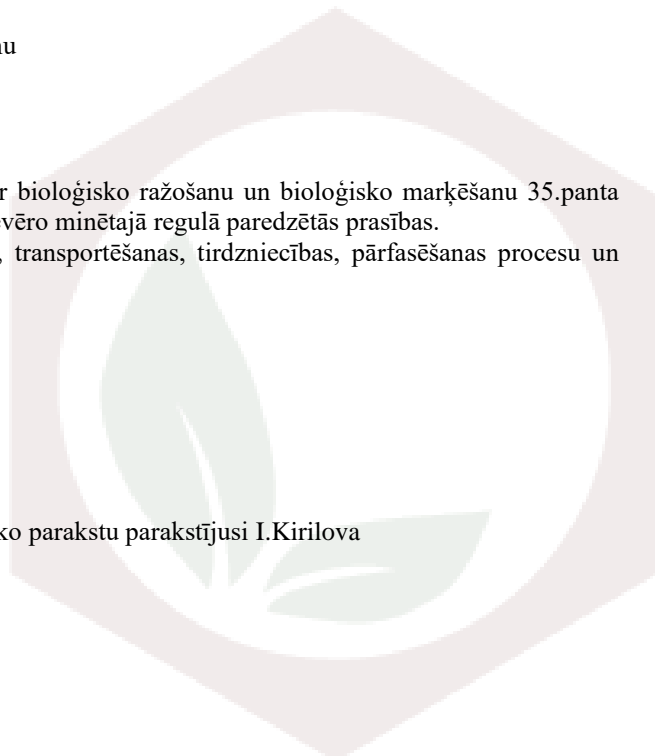 r bioloģisko ražošanu un bioloģisko marķēšanu 35.panta
vēro minētajā regulā paredzētās prasības.
, transportēšanas, tirdzniecības, pārfasēšanas procesu un
ko parakstu parakstījusi I.Kirilova